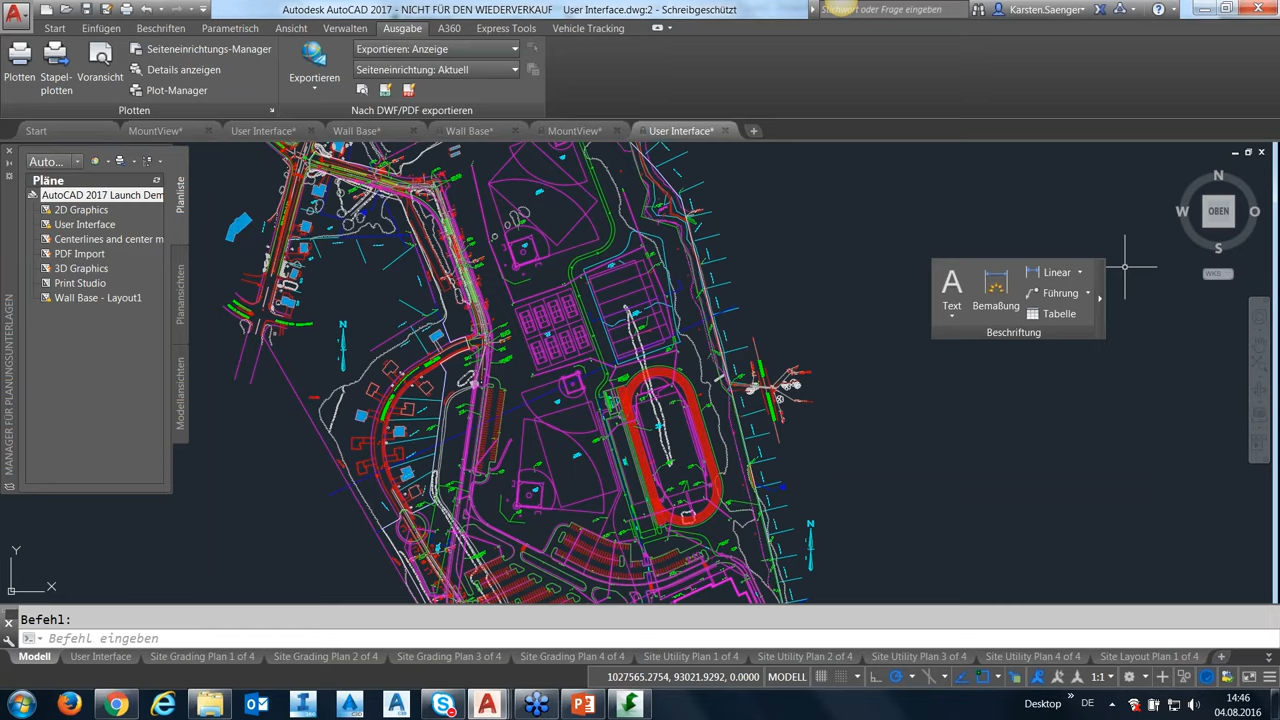 Autodesk AutoCAD 2017 - NICHT FÜR DEN WIEDERVERKAUF User Interface.dwg:2 - Schreibgeschützt
Stichwort oder Frage eingeben
Karsten.Saenger
Start Einfügen Beschriften Parametrisch Ansicht Verwalten Ausgabe A360 Express Tools Vehicle Tracking
Plotten
Stapel-
plotten
Voransicht
Seiteneinrichtungs-Manager
Details anzeigen
Plot-Manager
Plotten
Exportieren
Exportieren: Anzeige
Seiteneinrichtung: Aktuell
Nach DWF/PDF exportieren
Start MountView* User Interface* Wall Base* Wall Base* MountView* User Interface*
Auto...
Pläne
AutoCAD 2017 Launch Dem
2D Graphics
User Interface
Centerlines and center m
PDF Import
3D Graphics
Print Studio
Wall Base - Layout1
Planliste
Planansichten
Modellansichten
MANAGER FÜR PLANUNGSUNTERLAGEN
N
W OBEN O
S
WKS
A
Text
Bemaßung
Linear
Führung
Tabelle
Beschriftung
N
N
Y
X
Befehl:
Befehl eingeben
Modell User Interface Site Grading Plan 1 of 4 Site Grading Plan 2 of 4 Site Grading Plan 3 of 4 Site Grading Plan 4 of 4 Site Utility Plan 1 of 4 Site Utility Plan 2 of 4 Site Utility Plan 3 of 4 Site Utility Plan 4 of 4 Site Layout Plan 1 of 4
1027565.2754, 93021.9292, 0.0000 MODELL
1:1
Desktop
DE
14:46
04.08.2016